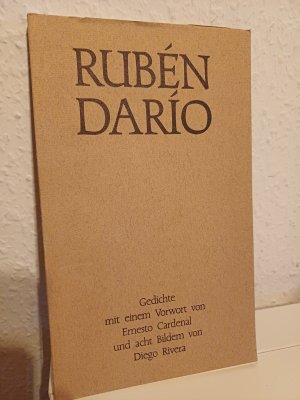 RUBÉN
DARÍO
Gedichte
mit einem Vorwort von
Ernesto Cardenal
und acht Bildern von
Diego Rivera